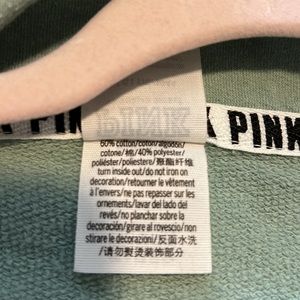 K PINK
60% cotton/coton/algodón/
cotone/棉/40% polyester/
poliéster/poliestere/聚酯纤维
turn inside out/do not iron on
decoration/retourner le vêtement
à l'envers/ne pas repasser sur les
ornements/lavar del lado del
revés/no planchar sobre la
decoración/girare al rovescio/non
stirare le decorazioni/反面水洗
/请勿熨烫装饰部分